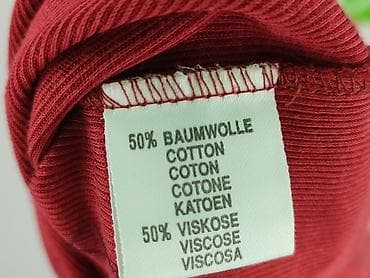 50% BAUMWOLLE
COTTON
COTON
COTONE
KATOEN
50% VISKOSE
VISCOSE
VISCOSA